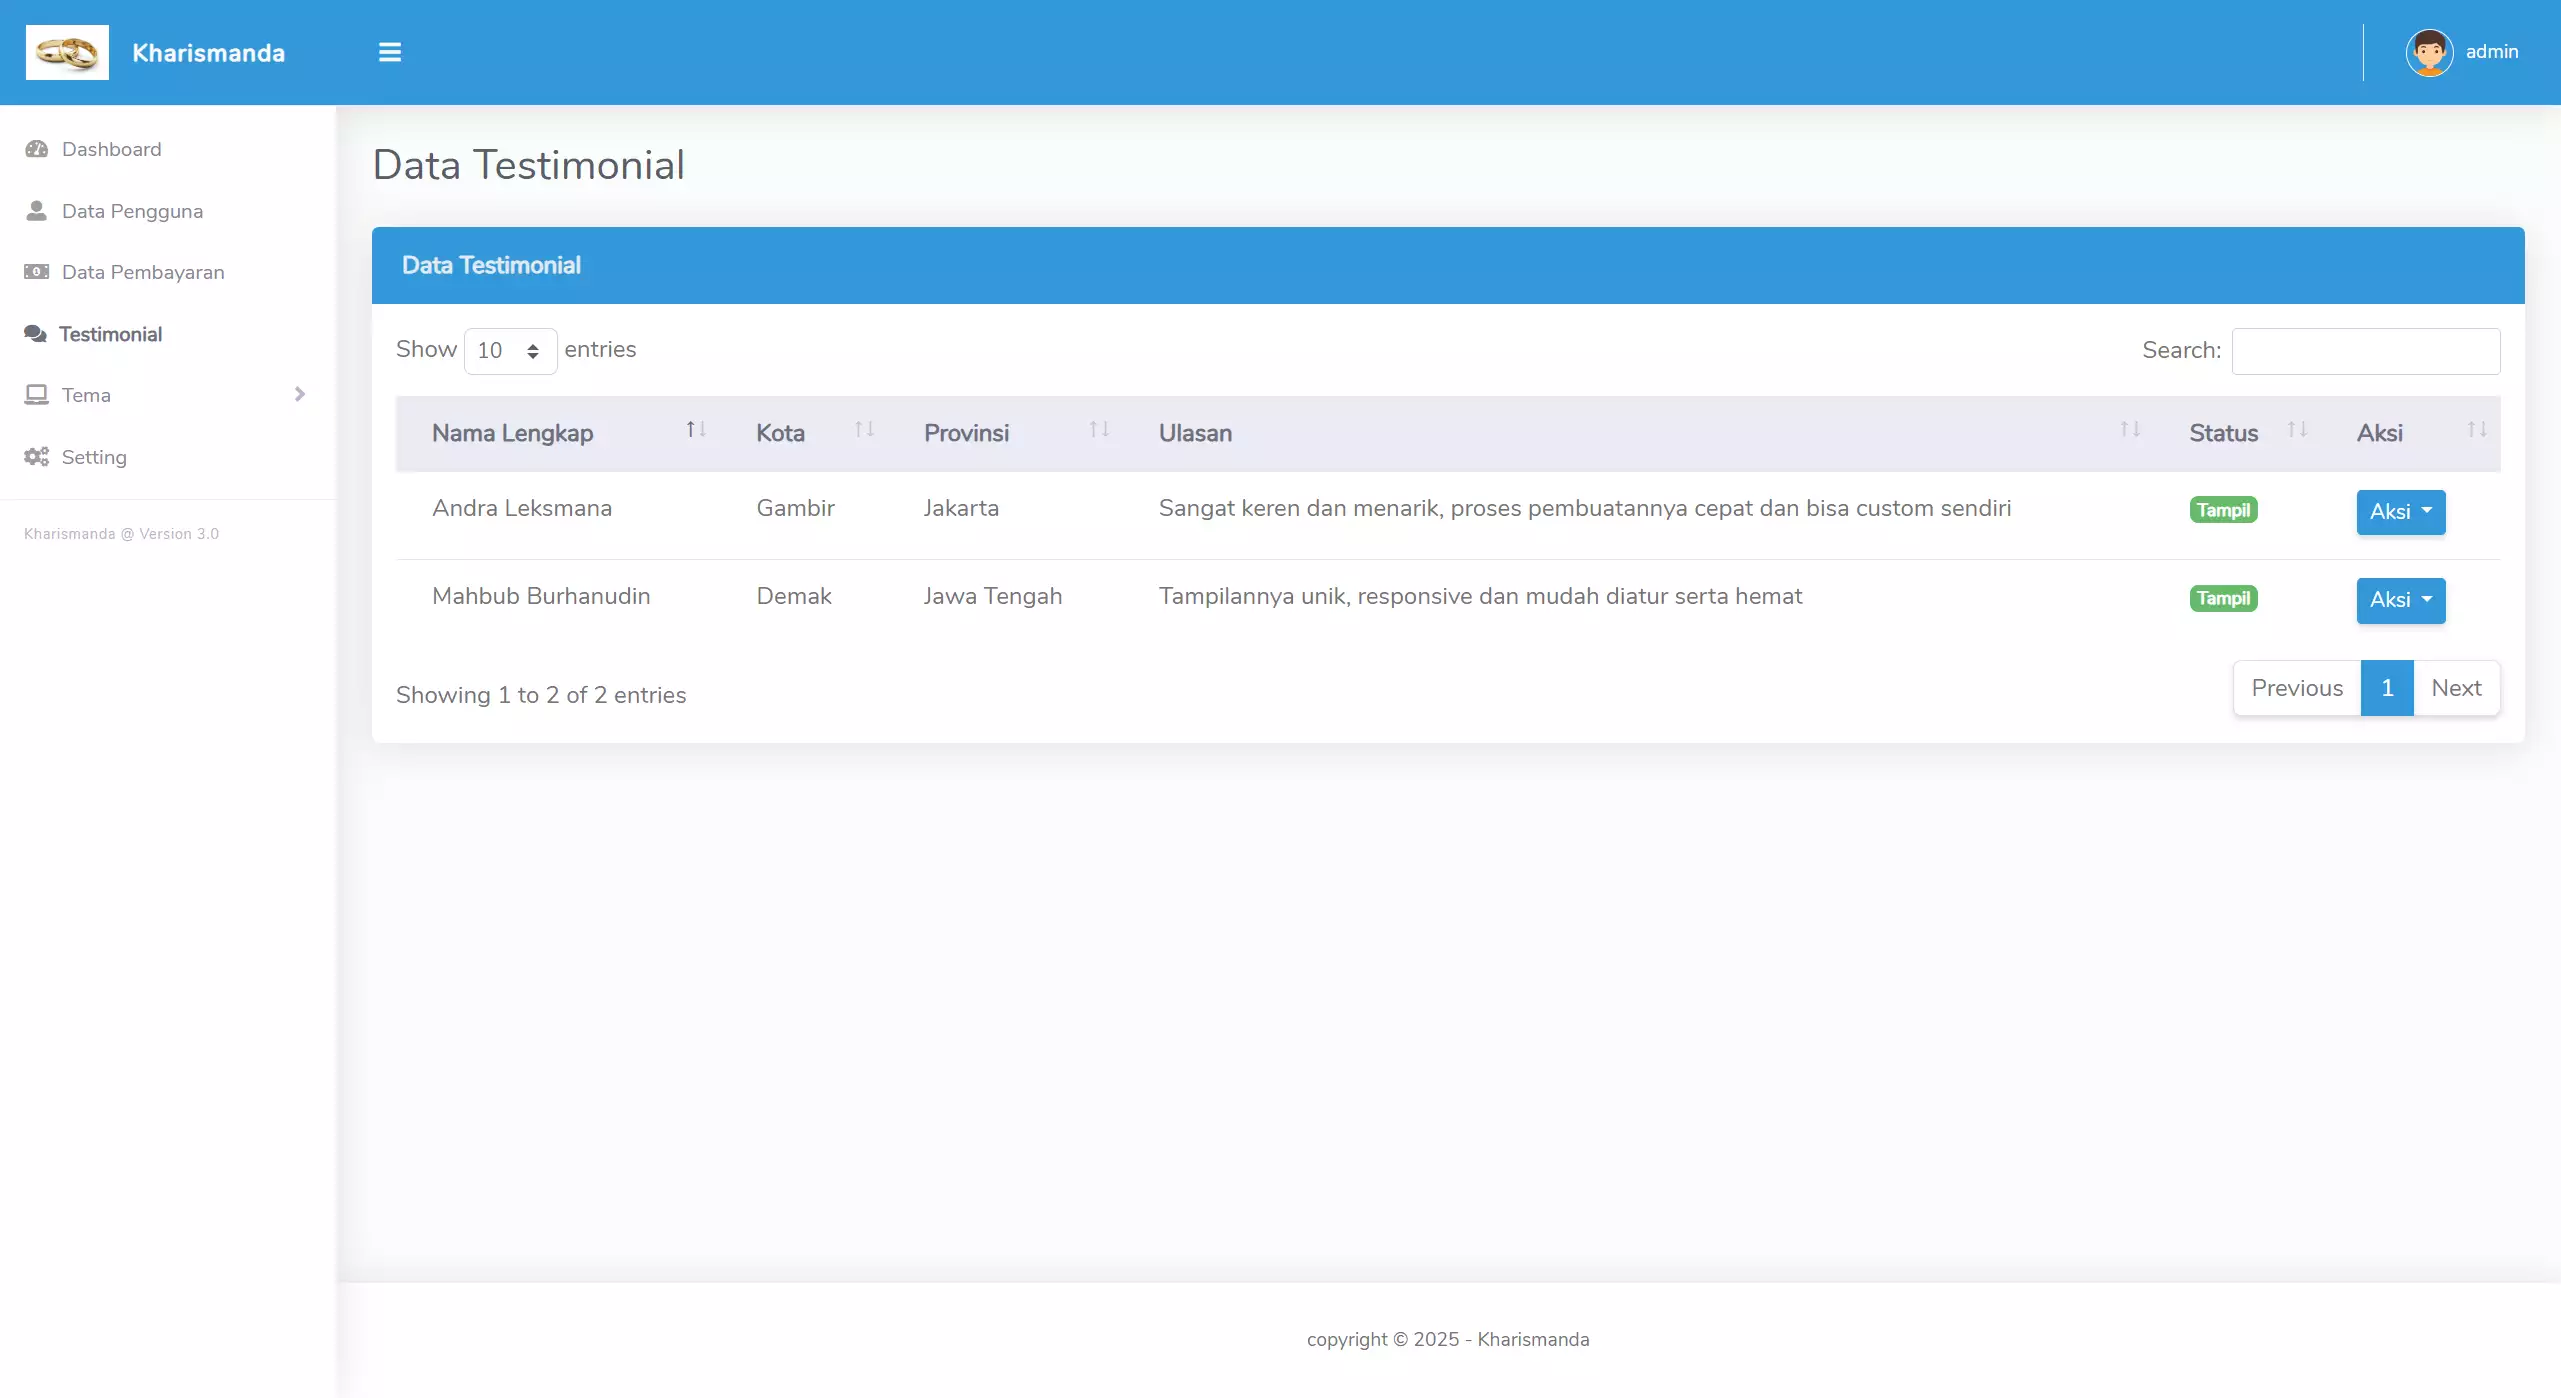 Kharismanda
admin
Dashboard
Data Pengguna
Data Pembayaran
Testimonial
Tema
Setting
Kharismanda @ Version 3.0
Data Testimonial
Data Testimonial
Show 10 entries
Search:
Nama Lengkap Kota Provinsi Ulasan Status Aksi
Andra Leksmana Gambir Jakarta Sangat keren dan menarik, proses pembuatannya cepat dan bisa custom sendiri Tampil Aksi
Mahbub Burhanudin Demak Jawa Tengah Tampilannya unik, responsive dan mudah diatur serta hemat Tampil Aksi
Showing 1 to 2 of 2 entries
Previous 1 Next
copyright © 2025 - Kharismanda